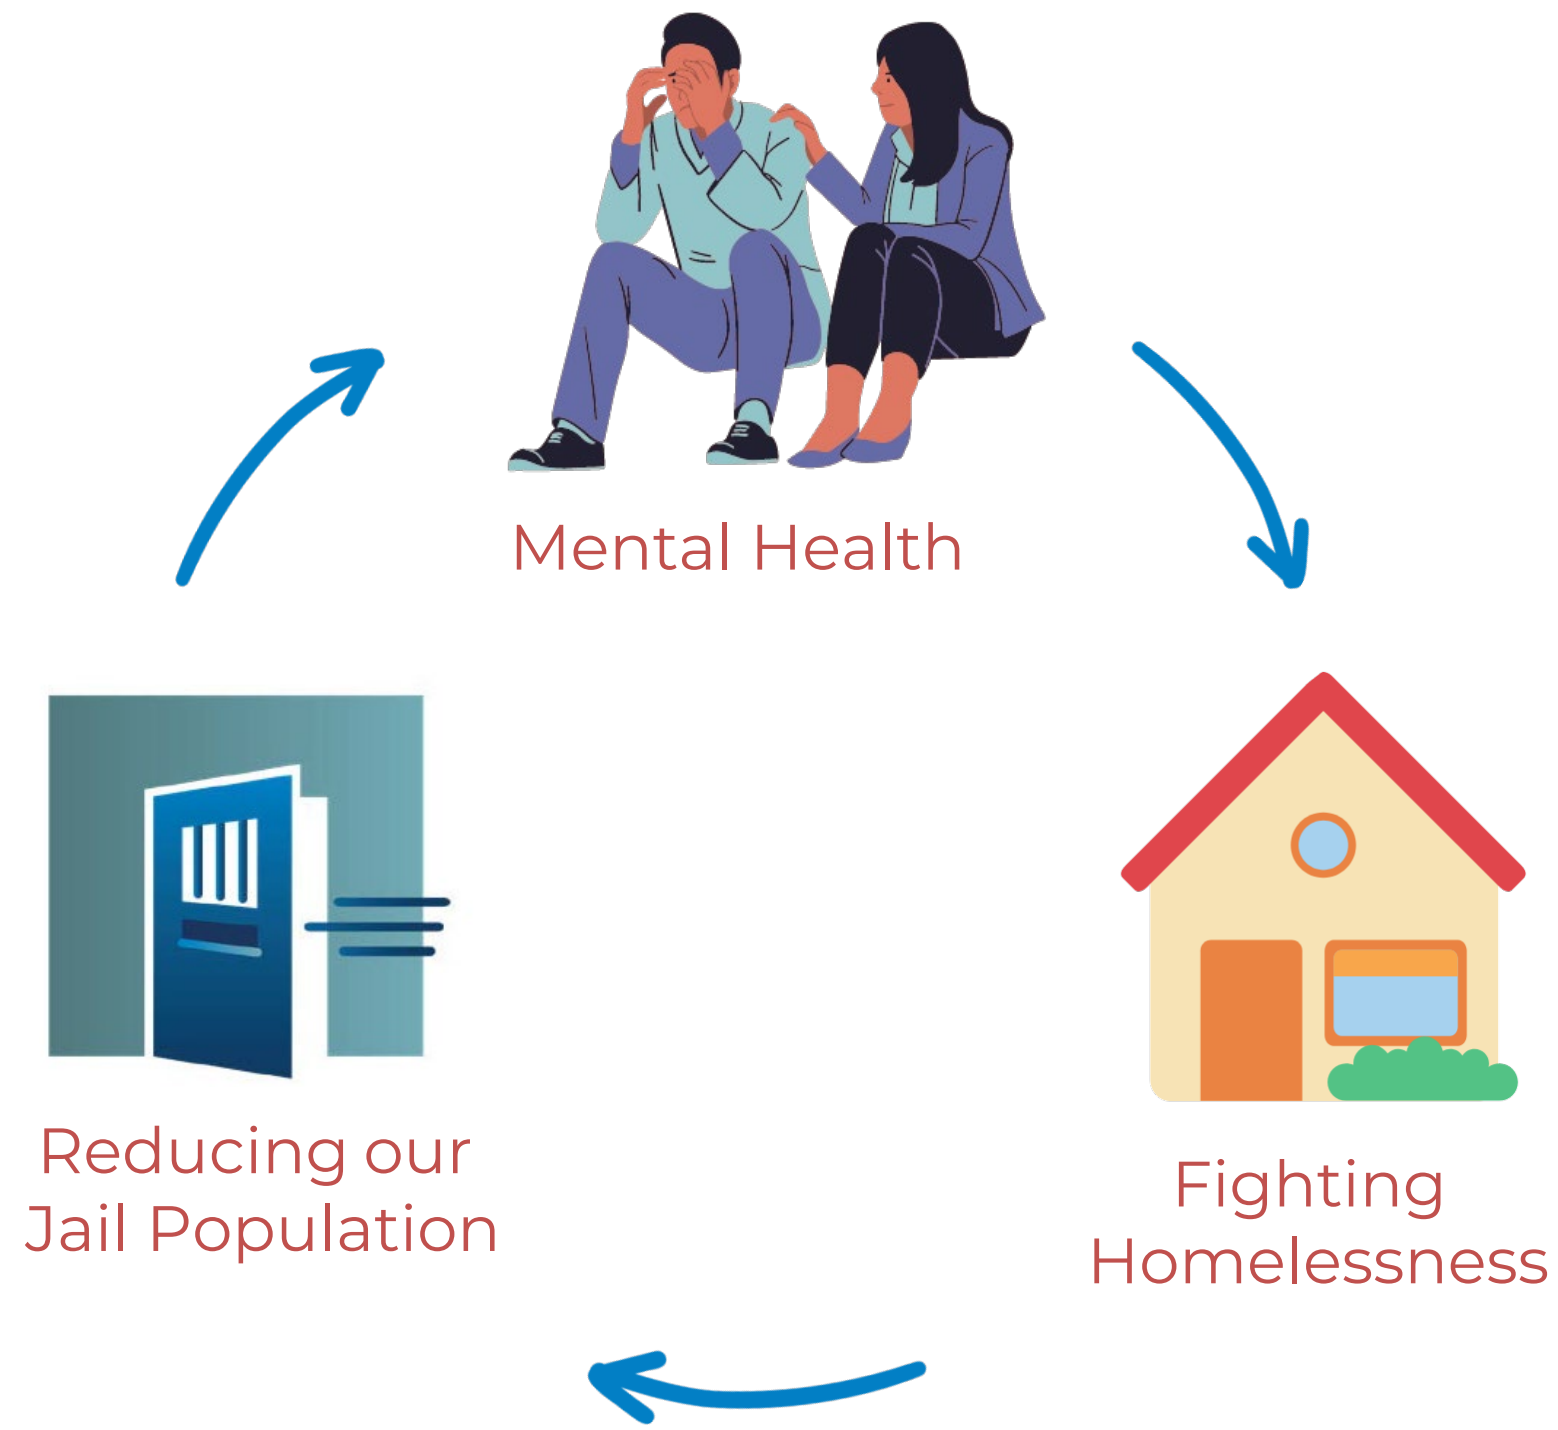 Mental Health
Reducing our
Jail Population
Fighting
Homelessness